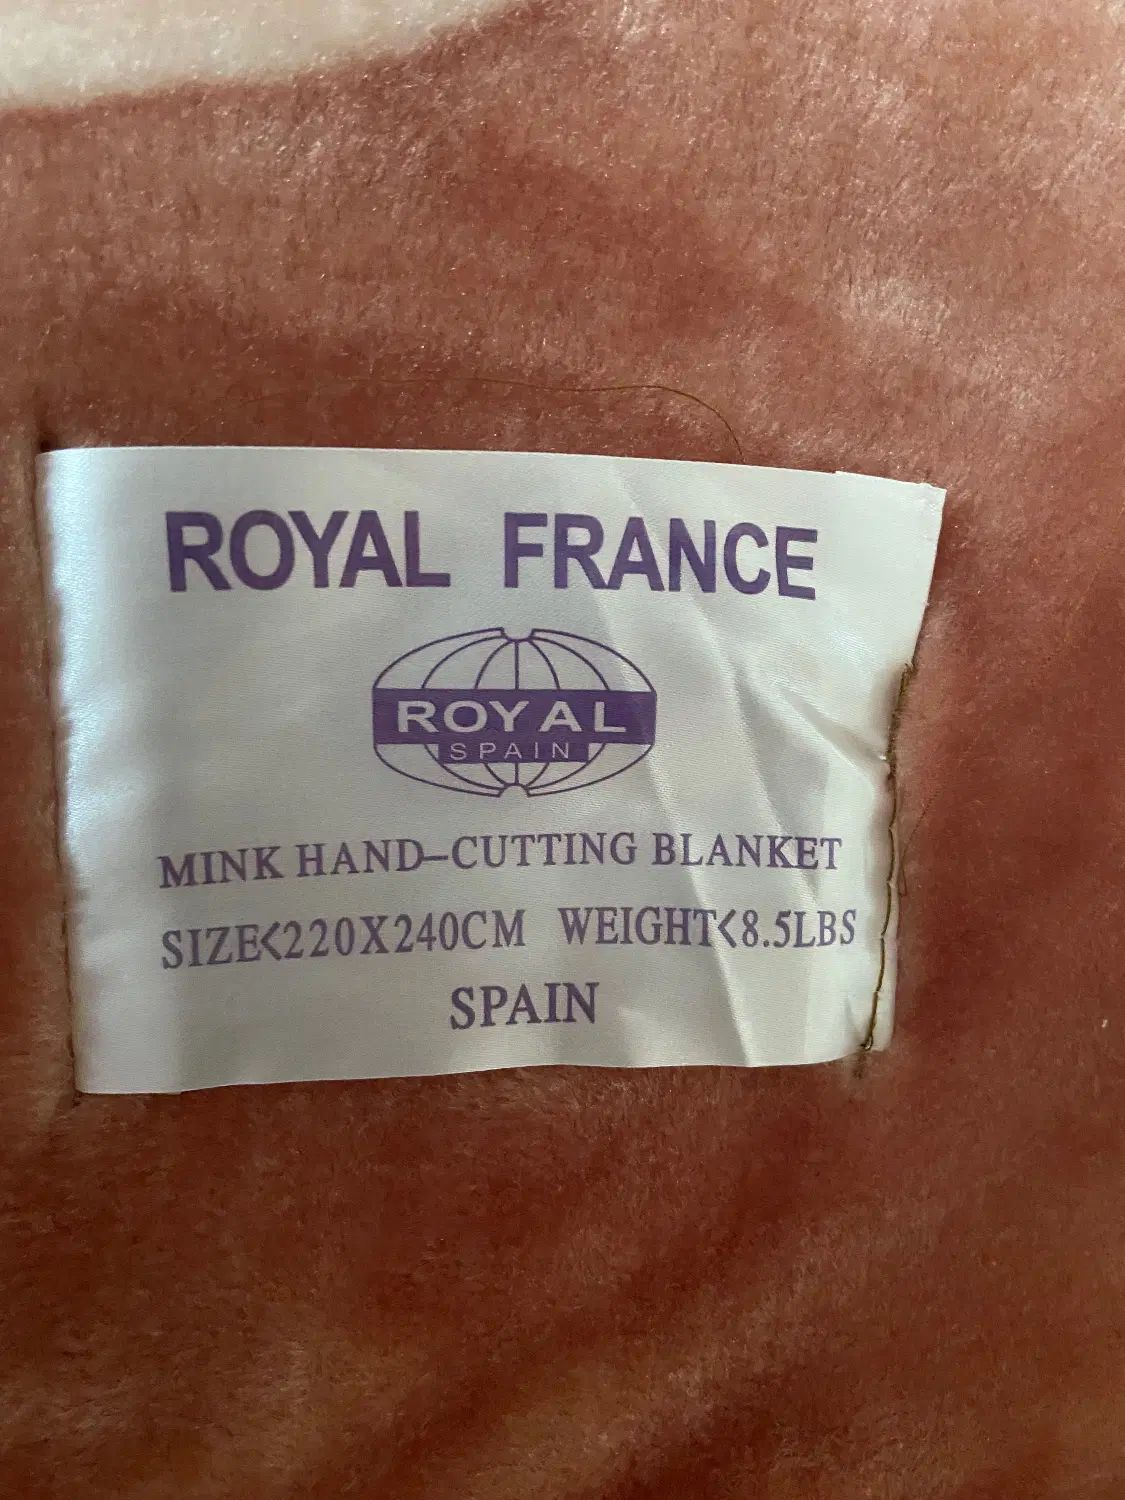 ROYAL FRANCE
ROYAL
SPAIN
MINK HAND-CUTTING BLANKET
SIZE<220X240CM WEIGHT<8.5LBS
SPAIN